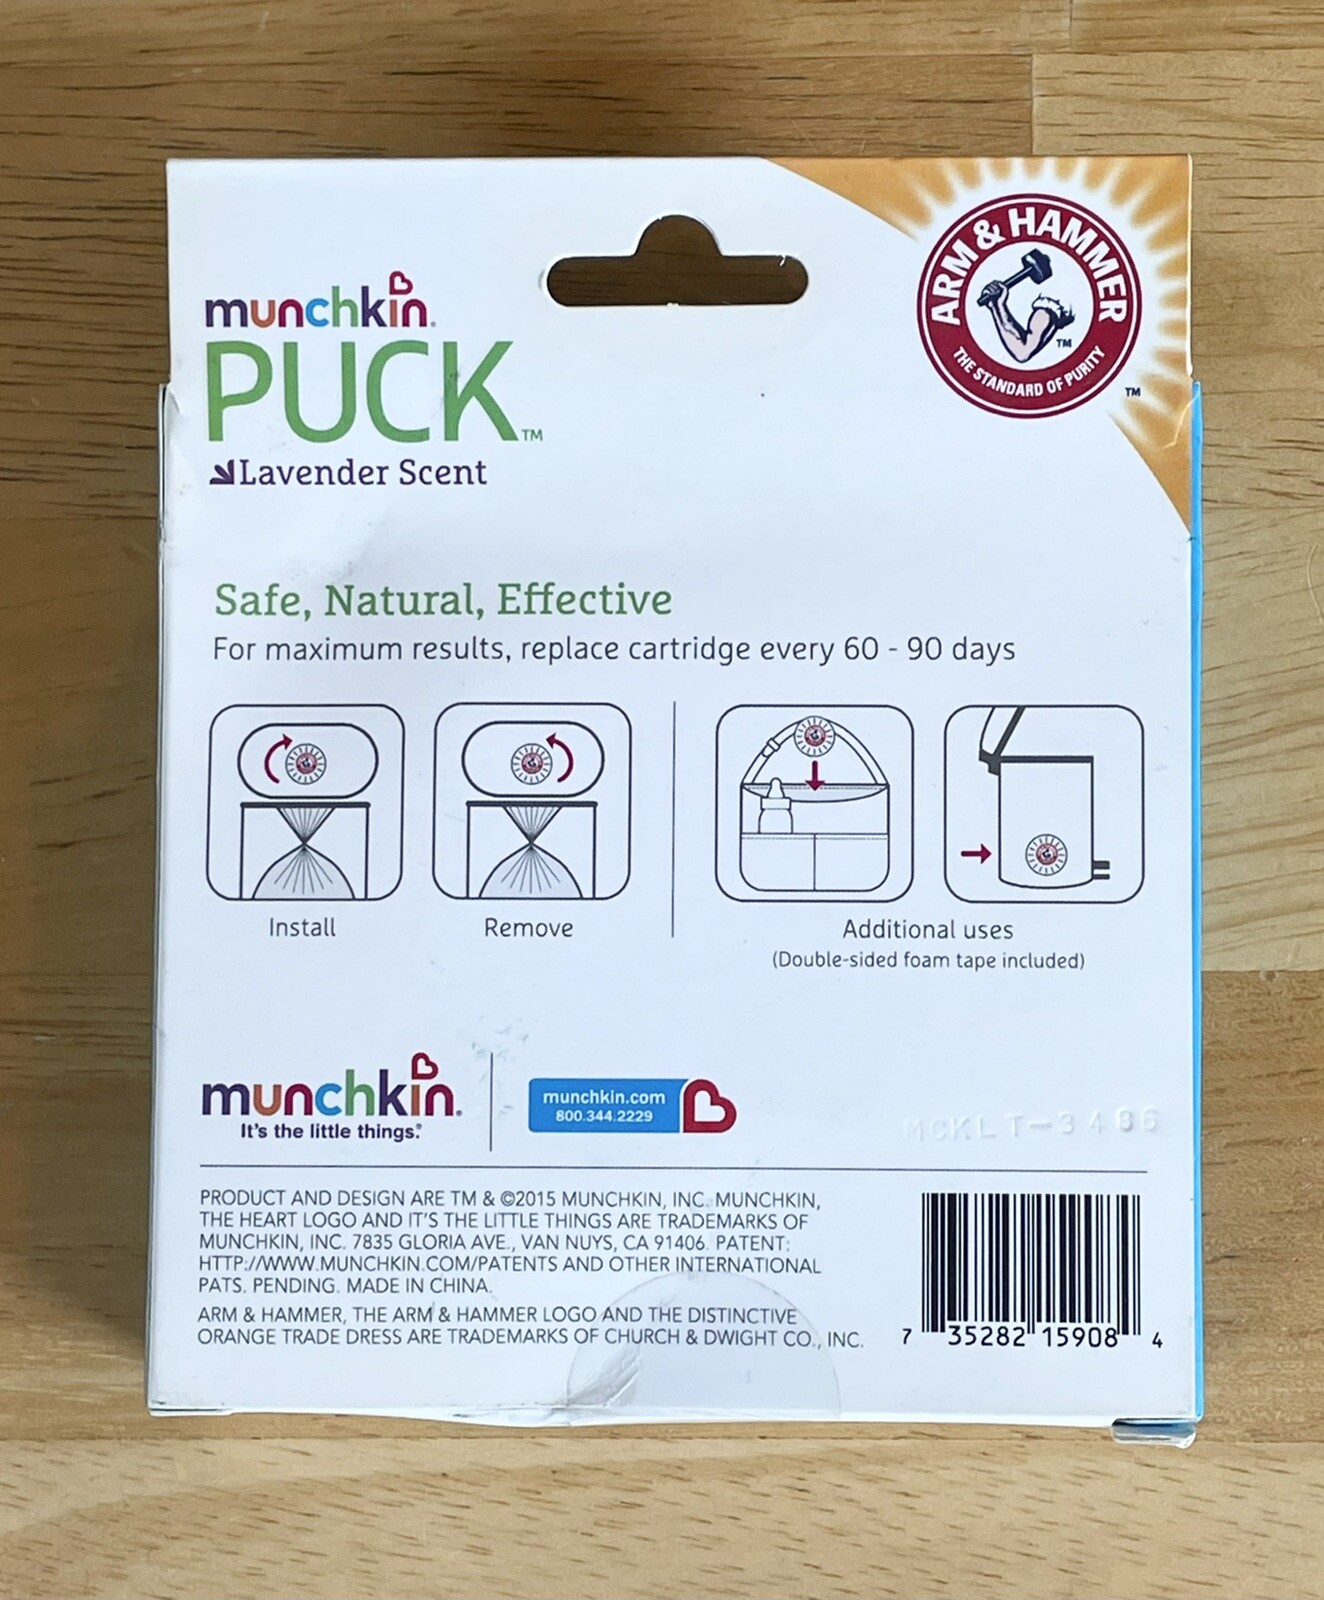 munchkin®
PUCK™
Lavender Scent
ARM & HAMMER
™
THE STANDARD OF PURITY
™
Safe, Natural, Effective
For maximum results, replace cartridge every 60 - 90 days
Install
Remove
Additional uses
(Double-sided foam tape included)
munchkin®
It's the little things®
munchkin.com
800.344.2229
MCKLT-3486
PRODUCT AND DESIGN ARE TM & ©2015 MUNCHKIN, INC. MUNCHKIN,
THE HEART LOGO AND IT'S THE LITTLE THINGS ARE TRADEMARKS OF
MUNCHKIN, INC. 7835 GLORIA AVE., VAN NUYS, CA 91406. PATENT:
HTTP://WWW.MUNCHKIN.COM/PATENTS AND OTHER INTERNATIONAL
PATS. PENDING. MADE IN CHINA.
ARM & HAMMER, THE ARM & HAMMER LOGO AND THE DISTINCTIVE
ORANGE TRADE DRESS ARE TRADEMARKS OF CHURCH & DWIGHT CO., INC.
7 35282 15908 4